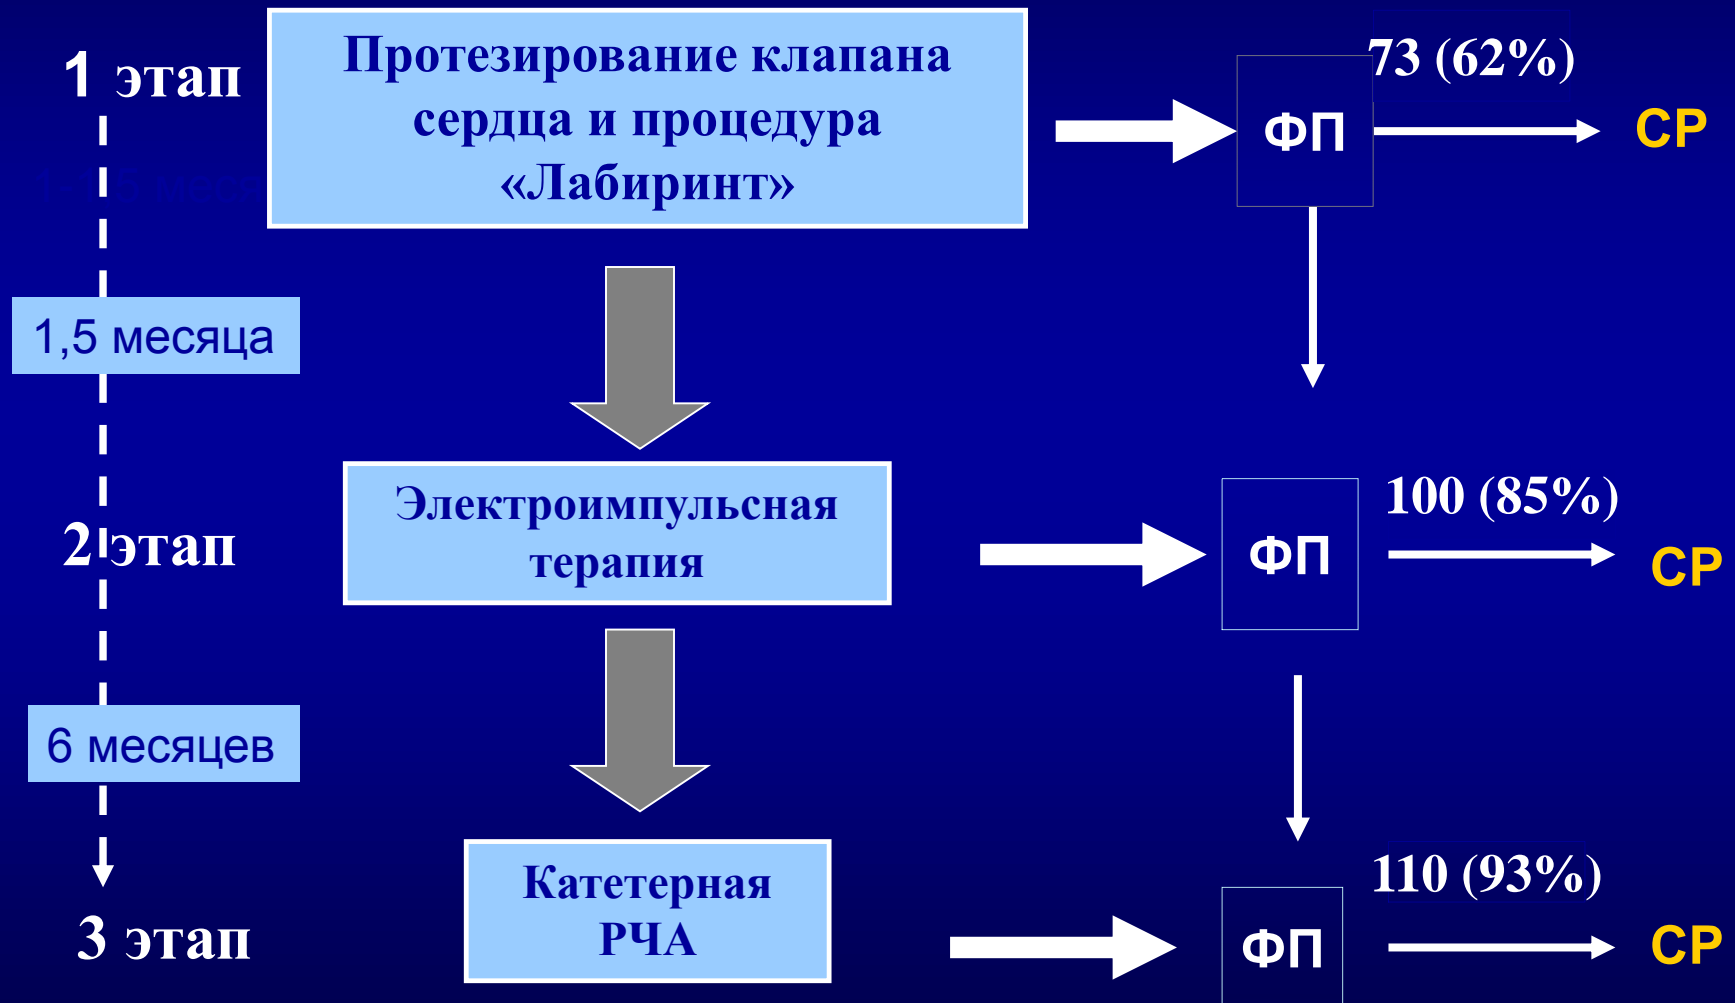 1 этап
Протезирование клапана
сердца и процедура
«Лабиринт»
ФП
73 (62%)
СР
1,5 месяца
2 этап
Электроимпульсная
терапия
ФП
100 (85%)
СР
6 месяцев
3 этап
Катетерная
РЧА
ФП
110 (93%)
СР